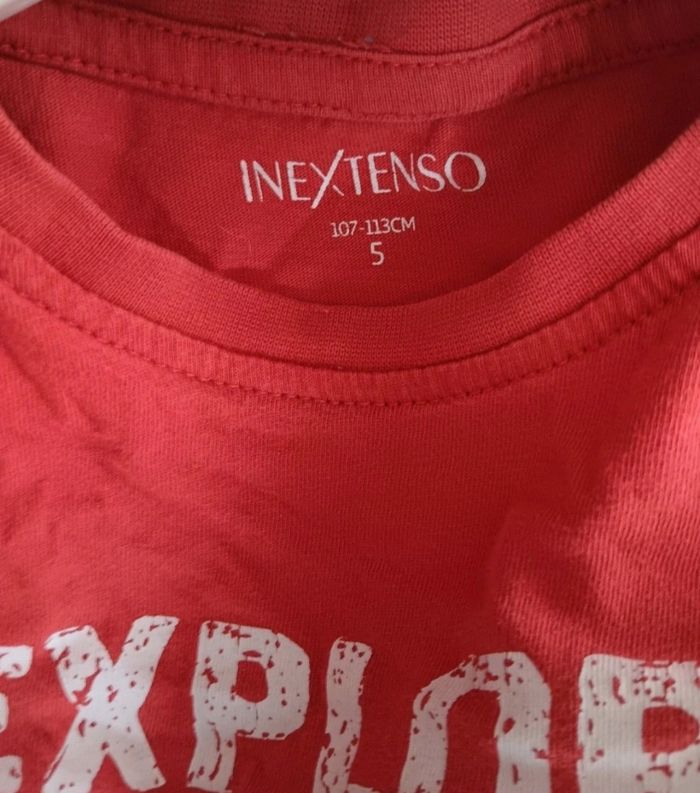 INEXTENSO
107-113CM
5
EXPLOR